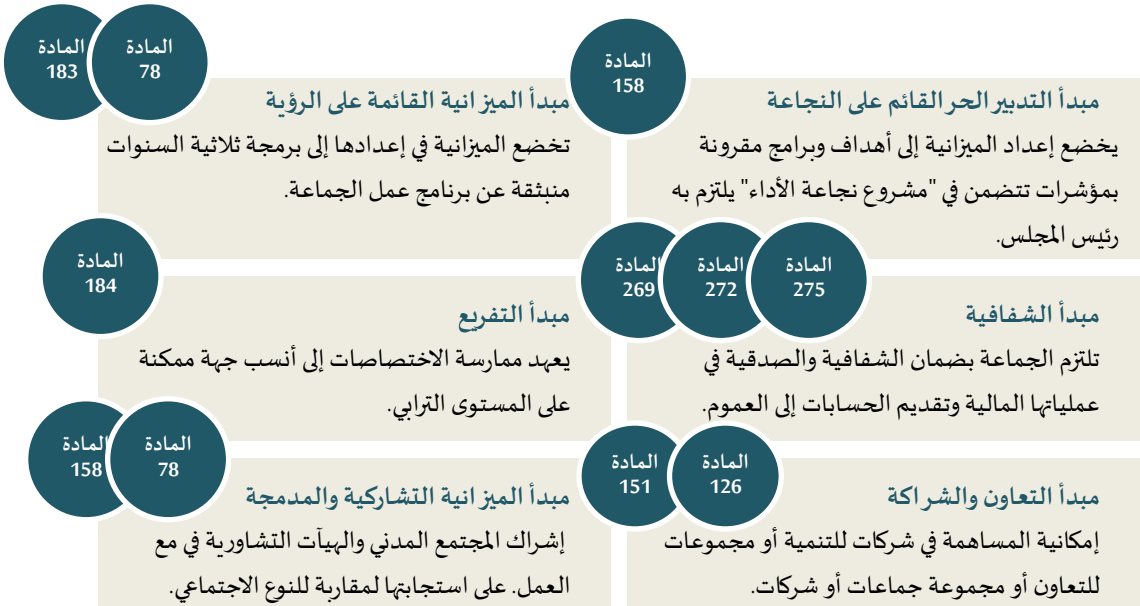 المادة
158
مبدأ التدبير الحر القائم على النجاعة
يخضع إعداد الميزانية إلى أهداف وبرامج مقرونة
بمؤشرات تتضمن في "مشروع نجاعة الأداء" يلتزم به
رئيس المجلس.
المادة
78
المادة
183
مبدأ الميزانية القائمة على الرؤية
تخضع الميزانية في إعدادها إلى برمجة ثلاثية السنوات
منبثقة عن برنامج عمل الجماعة.
المادة
275
المادة
272
المادة
269
مبدأ الشفافية
تلتزم الجماعة بضمان الشفافية والصدقية في
عملياتها المالية وتقديم الحسابات إلى العموم.
المادة
184
مبدأ التفريع
يعهد ممارسة الاختصاصات إلى أنسب جهة ممكنة
على المستوى الترابي.
المادة
126
المادة
151
مبدأ التعاون والشراكة
إمكانية المساهمة في شركات للتنمية أو مجموعات
للتعاون أو مجموعة جماعات أو شركات.
المادة
78
المادة
158
مبدأ الميزانية التشاركية والمدمجة
إشراك المجتمع المدني والهيآت التشاورية في مع
العمل. على استجابتها لمقاربة للنوع الاجتماعي.